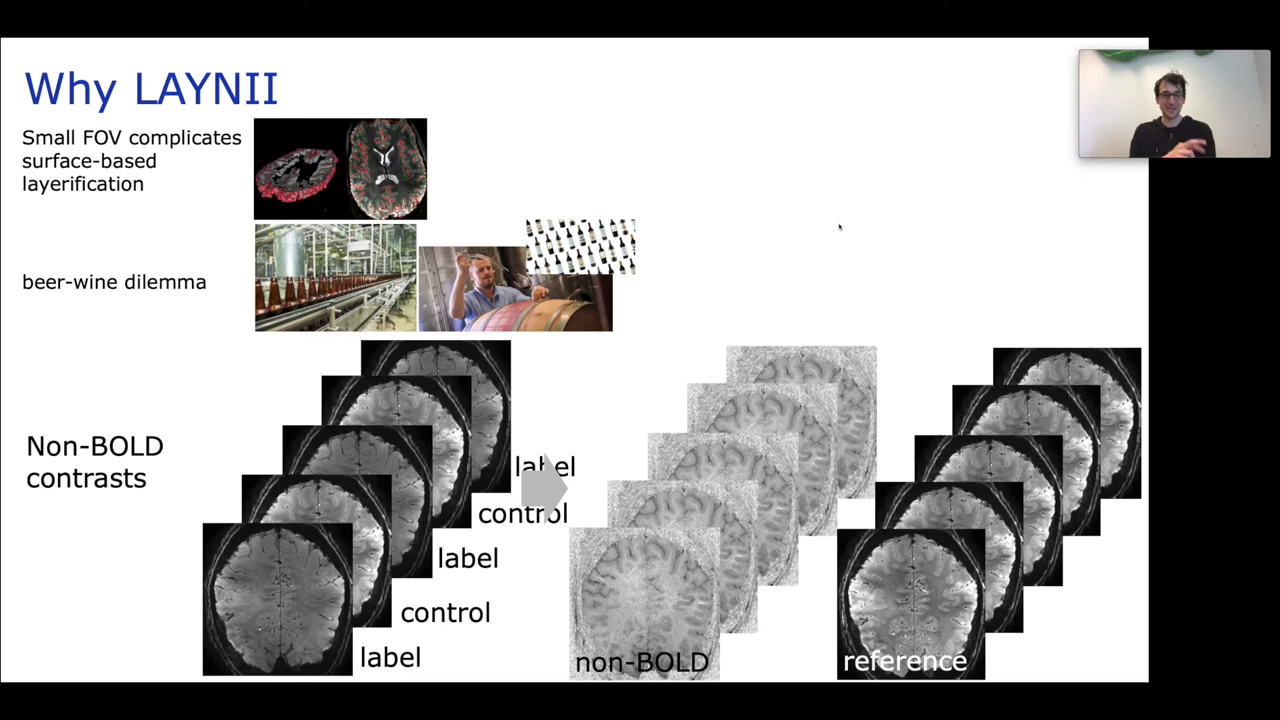 Why LAYNII
Small FOV complicates
surface-based
layerification
beer-wine dilemma
Non-BOLD
contrasts
label
control
label
control
label
non-BOLD
reference